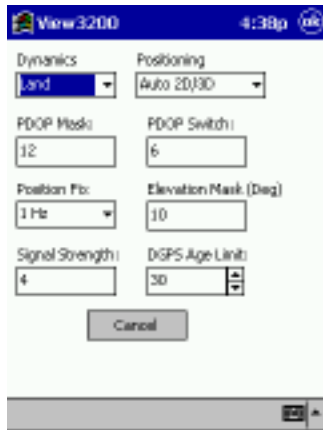 View3200 4:38p ok
Dynamics Positioning
Land Auto 2D/3D
PDOP Mask: PDOP Switch:
12 6
Position Fix: Elevation Mask (Deg)
1 Hz 10
Signal Strength: DGPS Age Limit:
4 30
Cancel